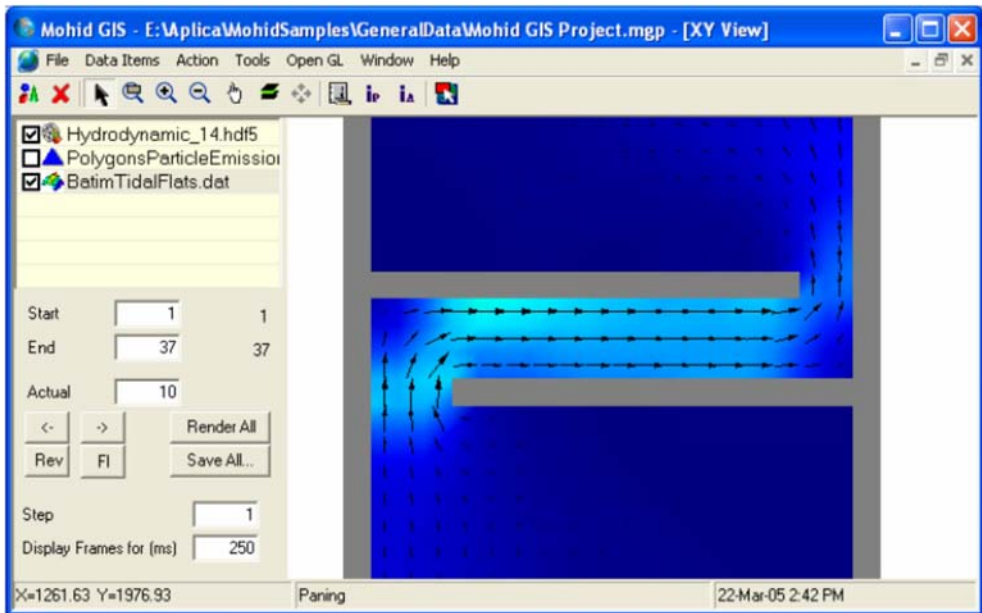 Mohid GIS - E:\Aplica\MohidSamples\GeneralData\Mohid GIS Project.mgp - [XY View]
File Data Items Action Tools Open GL Window Help
Hydrodynamic_14.hdf5
PolygonsParticleEmission
BatimTidalFlats.dat
Start 1 1
End 37 37
Actual 10
<- -> Render All
Rev FI Save All...
Step 1
Display Frames for (ms) 250
X=1261.63 Y=1976.93 Paning 22-Mar-05 2:42 PM